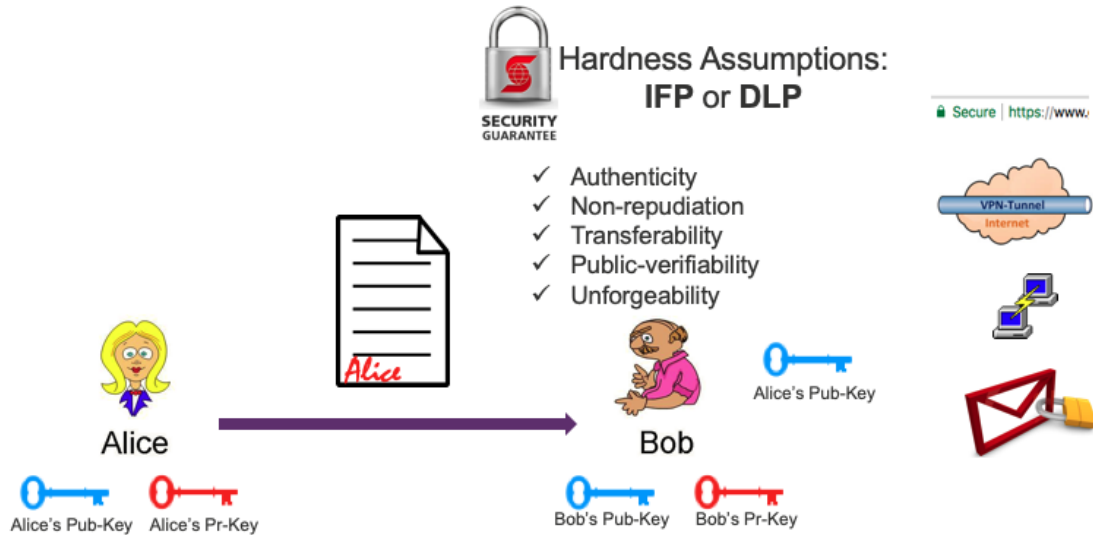 SECURITY
GUARANTEE
Hardness Assumptions:
IFP or DLP
Secure | https://www.
✓ Authenticity
✓ Non-repudiation
✓ Transferability
✓ Public-verifiability
✓ Unforgeability
VPN-Tunnel
Internet
Alice
Alice's Pub-Key
Alice
Bob
Alice's Pub-Key
Alice's Pr-Key
Bob's Pub-Key
Bob's Pr-Key